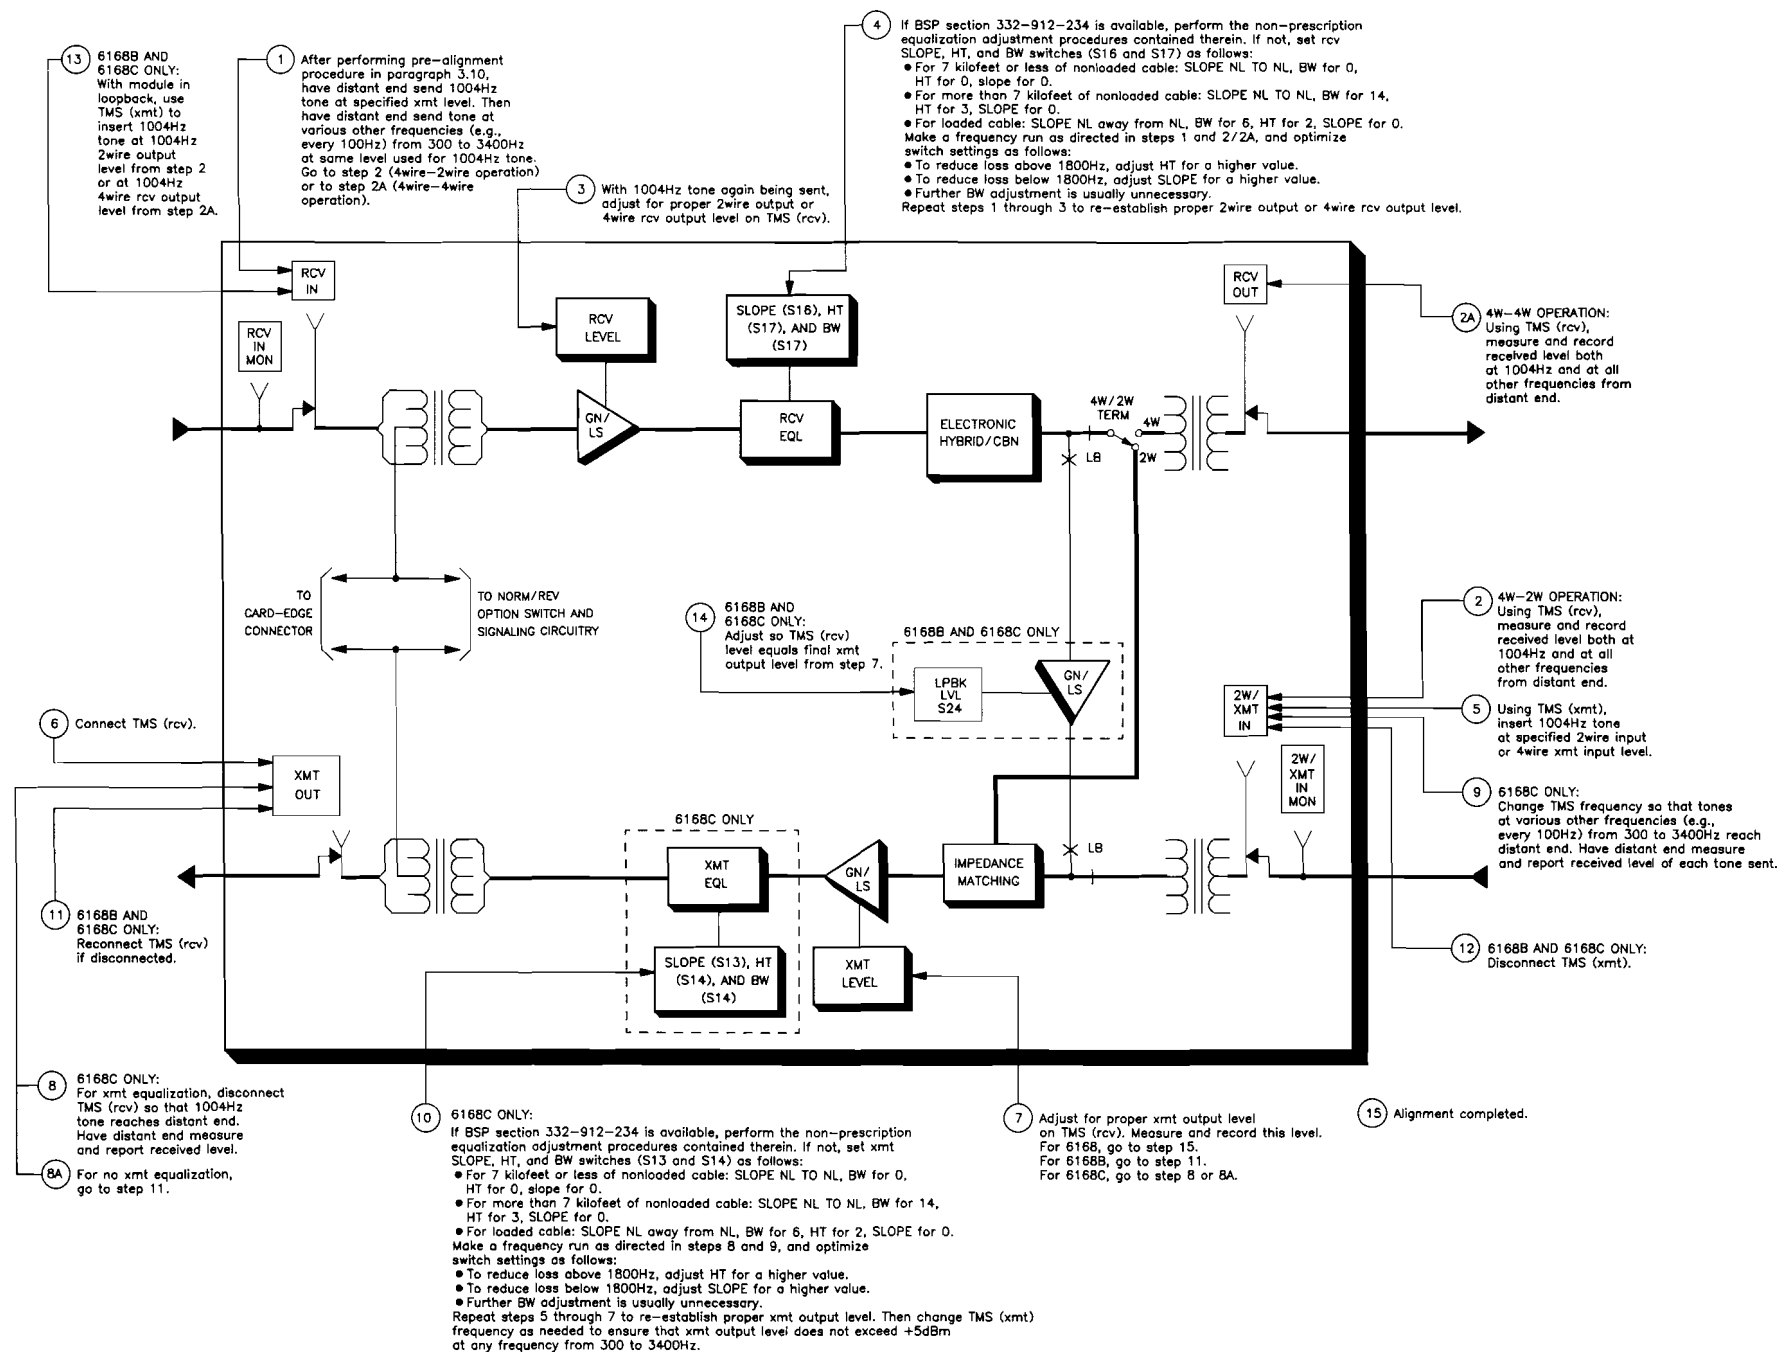 13
6168B AND
6168C ONLY:
With module in
loopback, use
TMS (xmt) to
insert 1004Hz
tone at 1004Hz
2wire output
level from step 2
or at 1004Hz
4wire rcv output
level from step 2A.
1
After performing pre-alignment
procedure in paragraph 3.10,
have distant end send 1004Hz
tone at specified xmt level. Then
have distant end send tone at
various other frequencies (e.g.,
every 100Hz) from 300 to 3400Hz
at same level used for 1004Hz tone.
Go to step 2 (4wire-2wire operation)
or to step 2A (4wire-4wire
operation).
3
With 1004Hz tone again being sent,
adjust for proper 2wire output or
4wire rcv output level on TMS (rcv).
4
If BSP section 332-912-234 is available, perform the non-prescription
equalization adjustment procedures contained therein. If not, set rcv
SLOPE, HT, and BW switches (S16 and S17) as follows:
● For 7 kilofeet or less of nonloaded cable: SLOPE NL TO NL, BW for 0,
HT for 0, slope for 0.
● For more than 7 kilofeet of nonloaded cable: SLOPE NL TO NL, BW for 14,
HT for 3, SLOPE for 0.
● For loaded cable: SLOPE NL away from NL, BW for 6, HT for 2, SLOPE for 0.
Make a frequency run as directed in steps 1 and 2/2A, and optimize
switch settings as follows:
● To reduce loss above 1800Hz, adjust HT for a higher value.
● To reduce loss below 1800Hz, adjust SLOPE for a higher value.
● Further BW adjustment is usually unnecessary.
Repeat steps 1 through 3 to re-establish proper 2wire output or 4wire rcv output level.
RCV
IN
RCV
IN
MON
RCV
LEVEL
SLOPE (S16), HT
(S17), AND BW
(S17)
RCV
OUT
2A
4W-4W OPERATION:
Using TMS (rcv),
measure and record
received level both
at 1004Hz and at all
other frequencies from
distant end.
GN/
LS
RCV
EQL
ELECTRONIC
HYBRID/CBN
4W/2W
TERM
4W
2W
LB
TO
CARD-EDGE
CONNECTOR
TO NORM/REV
OPTION SWITCH AND
SIGNALING CIRCUITRY
14
6168B AND
6168C ONLY:
Adjust so TMS (rcv)
level equals final xmt
output level from step 7.
6168B AND 6168C ONLY
LPBK
LVL
S24
GN/
LS
2
4W-2W OPERATION:
Using TMS (rcv),
measure and record
received level both at
1004Hz and at all
other frequencies
from distant end.
2W/
XMT
IN
5
Using TMS (xmt),
insert 1004Hz tone
at specified 2wire input
or 4wire xmt input level.
2W/
XMT
IN
MON
9
6168C ONLY:
Change TMS frequency so that tones
at various other frequencies (e.g.,
every 100Hz) from 300 to 3400Hz reach
distant end. Have distant end measure
and report received level of each tone sent.
6
Connect TMS (rcv).
XMT
OUT
6168C ONLY
XMT
EQL
GN/
LS
IMPEDANCE
MATCHING
LB
11
6168B AND
6168C ONLY:
Reconnect TMS (rcv)
if disconnected.
SLOPE (S13), HT
(S14), AND BW
(S14)
XMT
LEVEL
12
6168B AND 6168C ONLY:
Disconnect TMS (xmt).
8
6168C ONLY:
For xmt equalization, disconnect
TMS (rcv) so that 1004Hz
tone reaches distant end.
Have distant end measure
and report received level.
8A
For no xmt equalization,
go to step 11.
10
6168C ONLY:
If BSP section 332-912-234 is available, perform the non-prescription
equalization adjustment procedures contained therein. If not, set xmt
SLOPE, HT, and BW switches (S13 and S14) as follows:
● For 7 kilofeet or less of nonloaded cable: SLOPE NL TO NL, BW for 0,
HT for 0, slope for 0.
● For more than 7 kilofeet of nonloaded cable: SLOPE NL TO NL, BW for 14,
HT for 3, SLOPE for 0.
● For loaded cable: SLOPE NL away from NL, BW for 6, HT for 2, SLOPE for 0.
Make a frequency run as directed in steps 8 and 9, and optimize
switch settings as follows:
● To reduce loss above 1800Hz, adjust HT for a higher value.
● To reduce loss below 1800Hz, adjust SLOPE for a higher value.
● Further BW adjustment is usually unnecessary.
Repeat steps 5 through 7 to re-establish proper xmt output level. Then change TMS (xmt)
frequency as needed to ensure that xmt output level does not exceed +5dBm
at any frequency from 300 to 3400Hz.
7
Adjust for proper xmt output level
on TMS (rcv). Measure and record this level.
For 6168, go to step 15.
For 6168B, go to step 11.
For 6168C, go to step 8 or 8A.
15
Alignment completed.